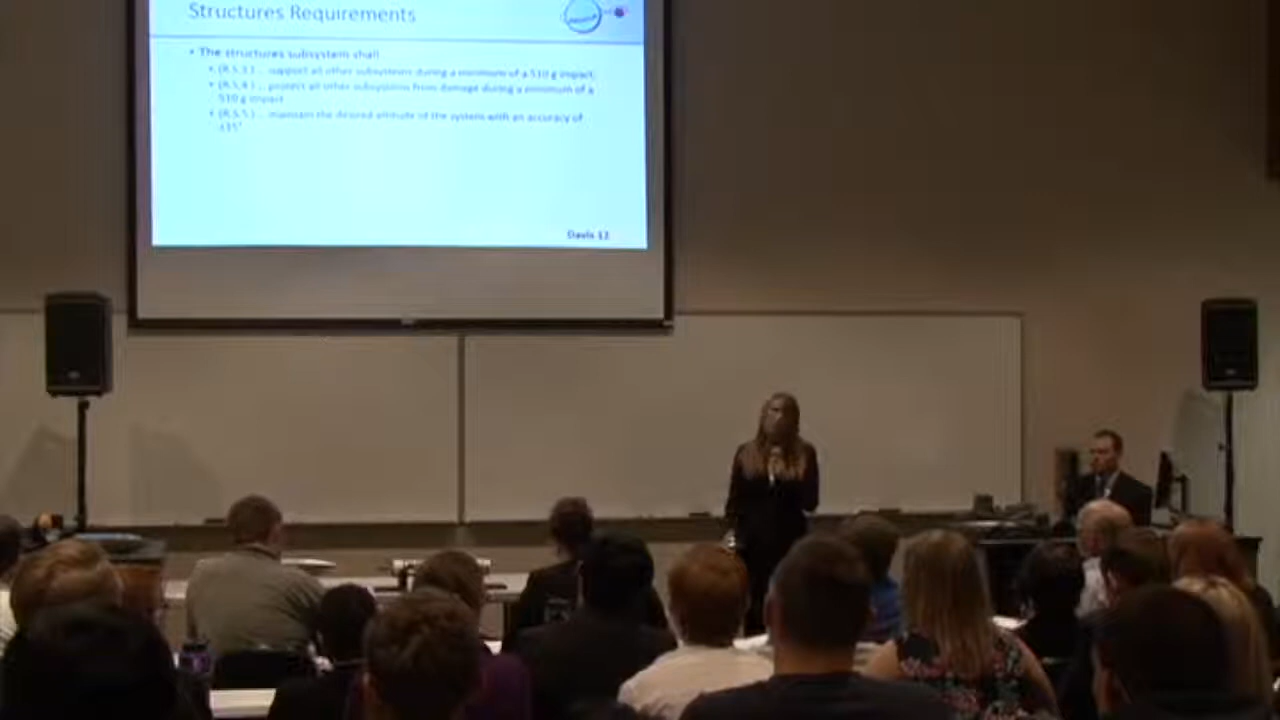 Structures Requirements
• The structures subsystem shall
• (R.S.3.) ... support all other subsystems during a minimum of a 510 g impact.
• (R.S.4.) ... protect all other subsystems from damage during a minimum of a
510 g impact
• (R.S.5.) ... maintain the desired attitude of the system with an accuracy of
±15°
Davis 12